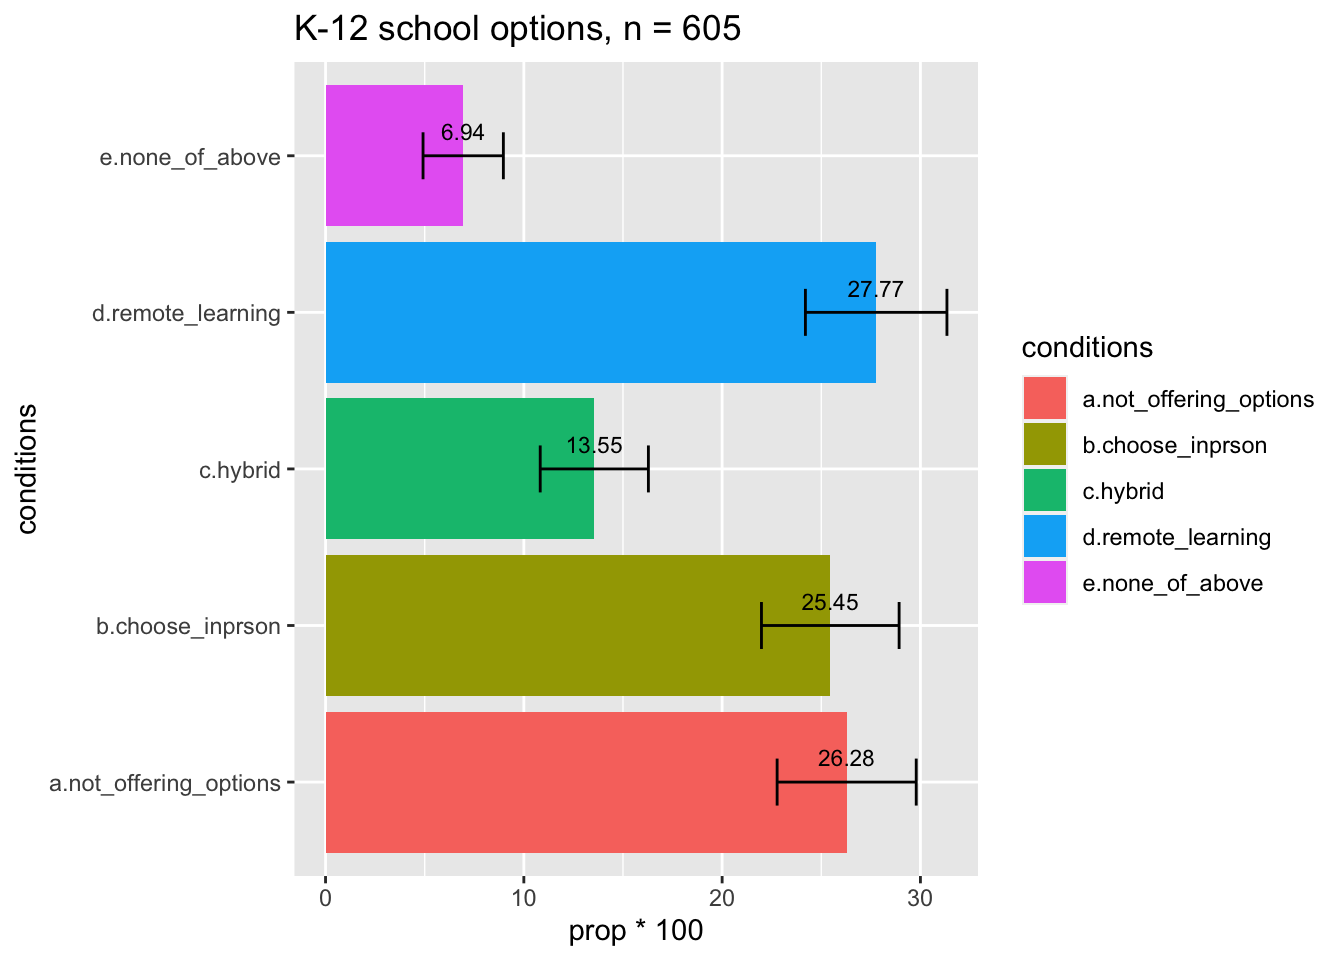 K-12 school options, n = 605
conditions
e.none_of_above
d.remote_learning
c.hybrid
b.choose_inprson
a.not_offering_options
6.94
27.77
13.55
25.45
26.28
0 10 20 30
prop * 100
conditions
a.not_offering_options
b.choose_inprson
c.hybrid
d.remote_learning
e.none_of_above